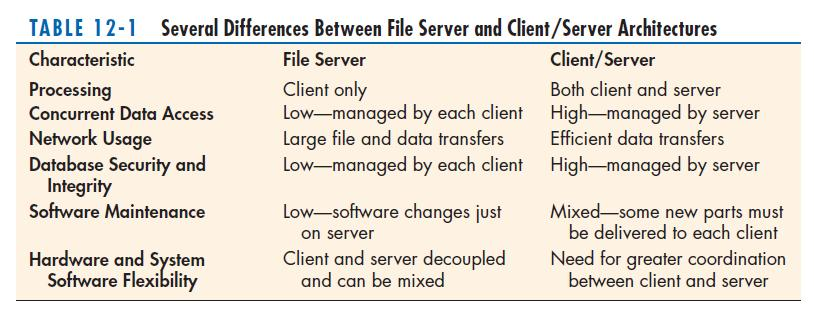 TABLE 12-1 Several Differences Between File Server and Client/Server Architectures
Characteristic File Server Client/Server
Processing Client only Both client and server
Concurrent Data Access Low—managed by each client High—managed by server
Network Usage Large file and data transfers Efficient data transfers
Database Security and Low—managed by each client High—managed by server
Integrity
Software Maintenance Low—software changes just Mixed—some new parts must
on server be delivered to each client
Hardware and System Client and server decoupled Need for greater coordination
Software Flexibility and can be mixed between client and server